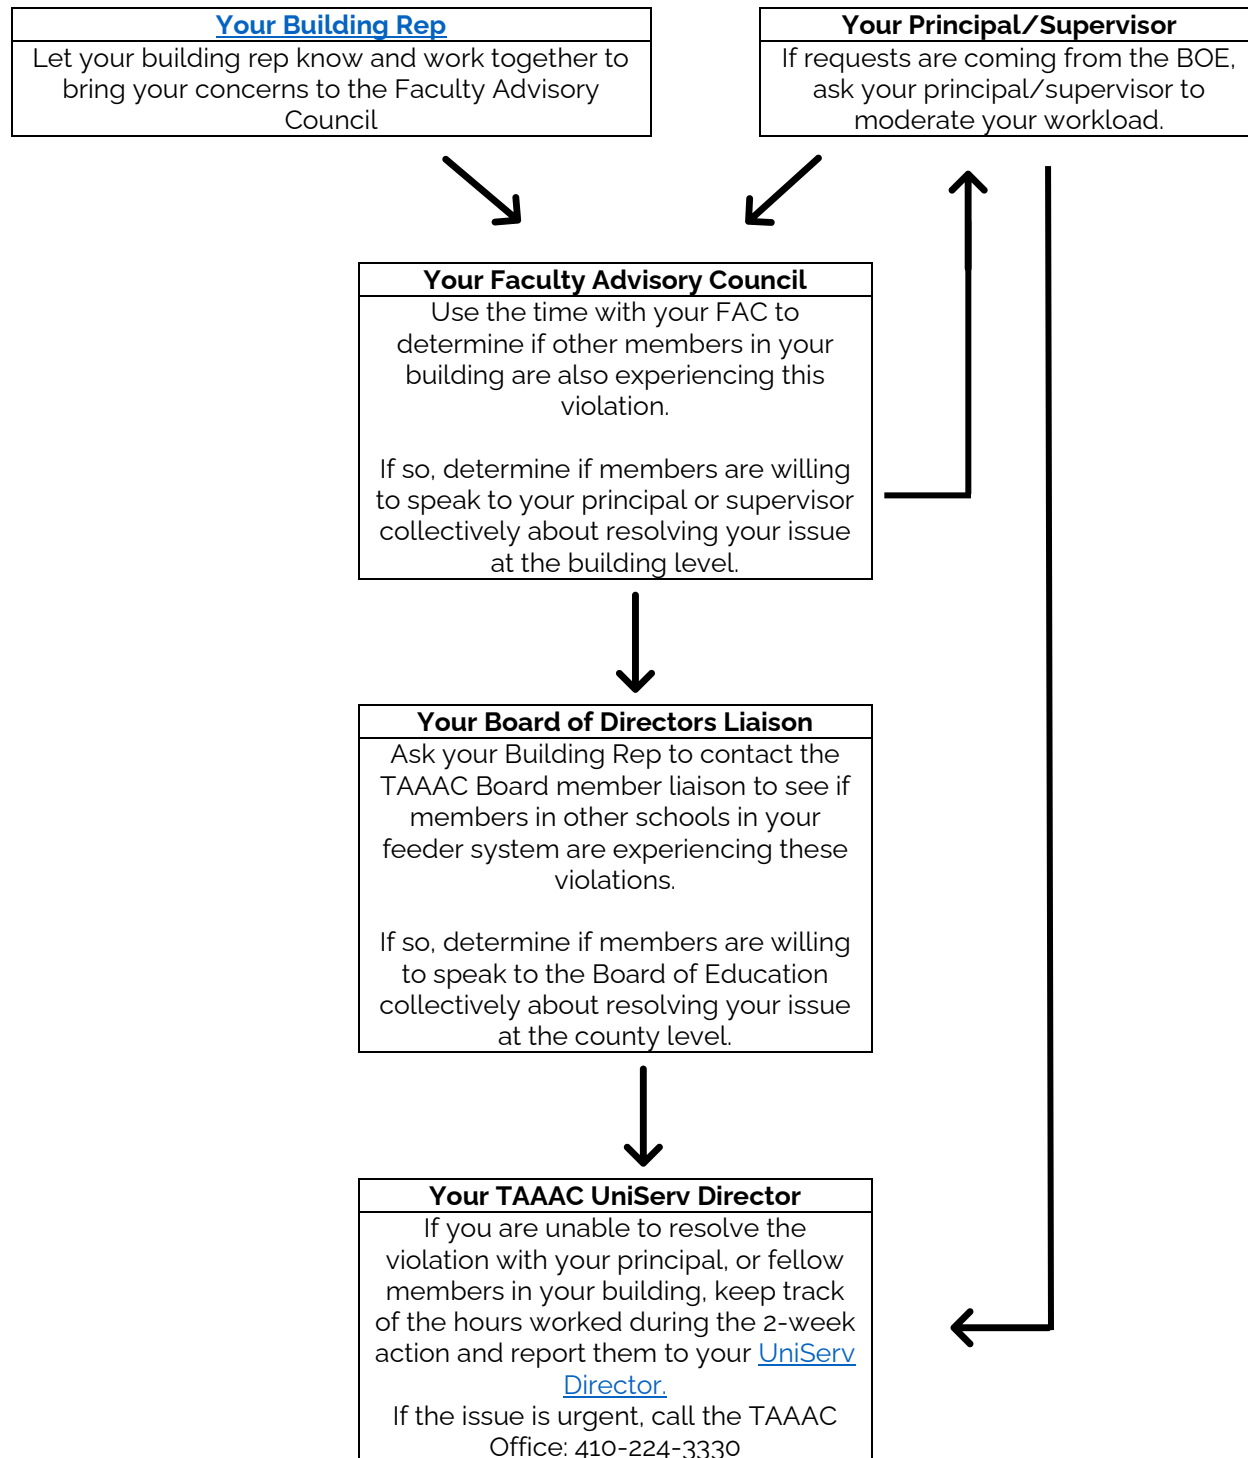 Your Building Rep
Let your building rep know and work together to
bring your concerns to the Faculty Advisory
Council
Your Principal/Supervisor
If requests are coming from the BOE,
ask your principal/supervisor to
moderate your workload.
Your Faculty Advisory Council
Use the time with your FAC to
determine if other members in your
building are also experiencing this
violation.
If so, determine if members are willing
to speak to your principal or supervisor
collectively about resolving your issue
at the building level.
Your Board of Directors Liaison
Ask your Building Rep to contact the
TAAAC Board member liaison to see if
members in other schools in your
feeder system are experiencing these
violations.
If so, determine if members are willing
to speak to the Board of Education
collectively about resolving your issue
at the county level.
Your TAAAC UniServ Director
If you are unable to resolve the
violation with your principal, or fellow
members in your building, keep track
of the hours worked during the 2-week
action and report them to your UniServ
Director.
If the issue is urgent, call the TAAAC
Office: 410-224-3330